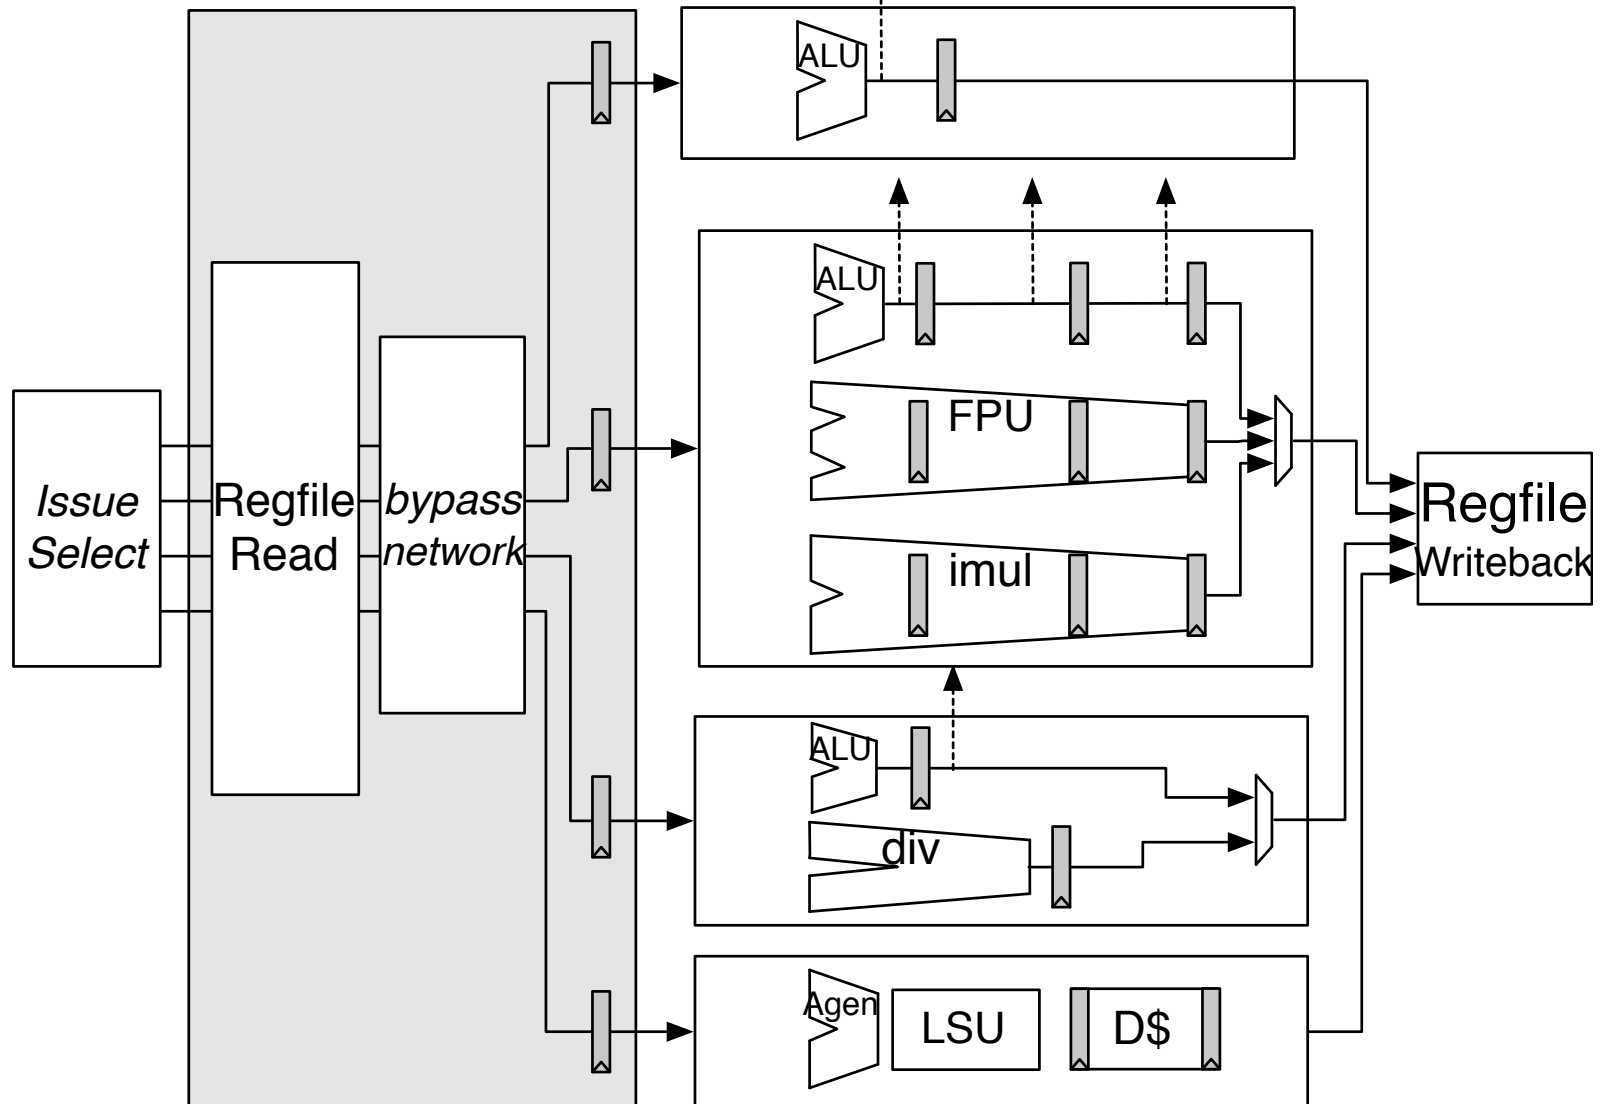 Issue
Select
Regfile
Read
bypass
network
ALU
ALU
FPU
imul
ALU
div
Agen
LSU
D$
Regfile
Writeback